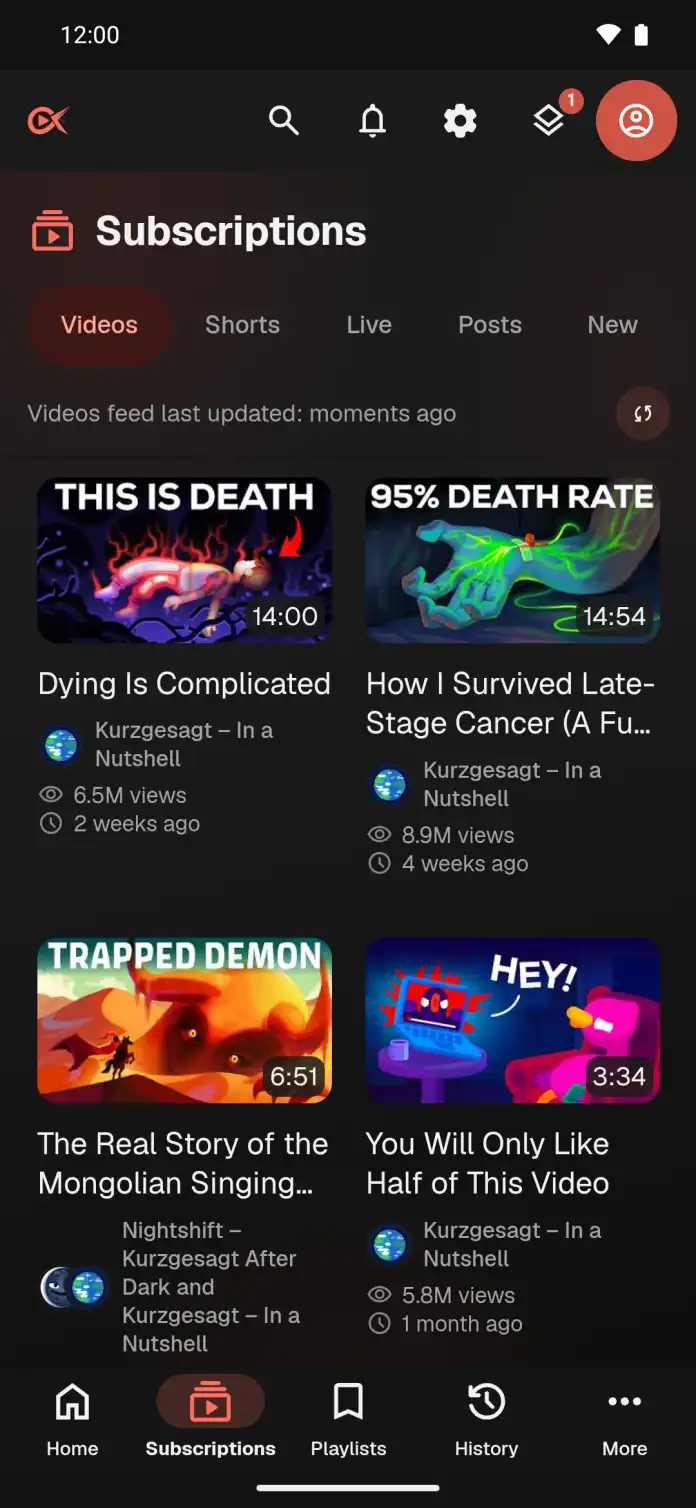 12:00
1
Subscriptions
Videos Shorts Live Posts New
Videos feed last updated: moments ago
THIS IS DEATH
14:00
Dying Is Complicated
Kurzgesagt – In a
Nutshell
6.5M views
2 weeks ago
95% DEATH RATE
14:54
How I Survived Late-
Stage Cancer (A Fu...
Kurzgesagt – In a
Nutshell
8.9M views
4 weeks ago
TRAPPED DEMON
6:51
The Real Story of the
Mongolian Singing...
Nightshift –
Kurzgesagt After
Dark and
Kurzgesagt – In a
Nutshell
HEY!
3:34
You Will Only Like
Half of This Video
Kurzgesagt – In a
Nutshell
5.8M views
1 month ago
Home Subscriptions Playlists History More